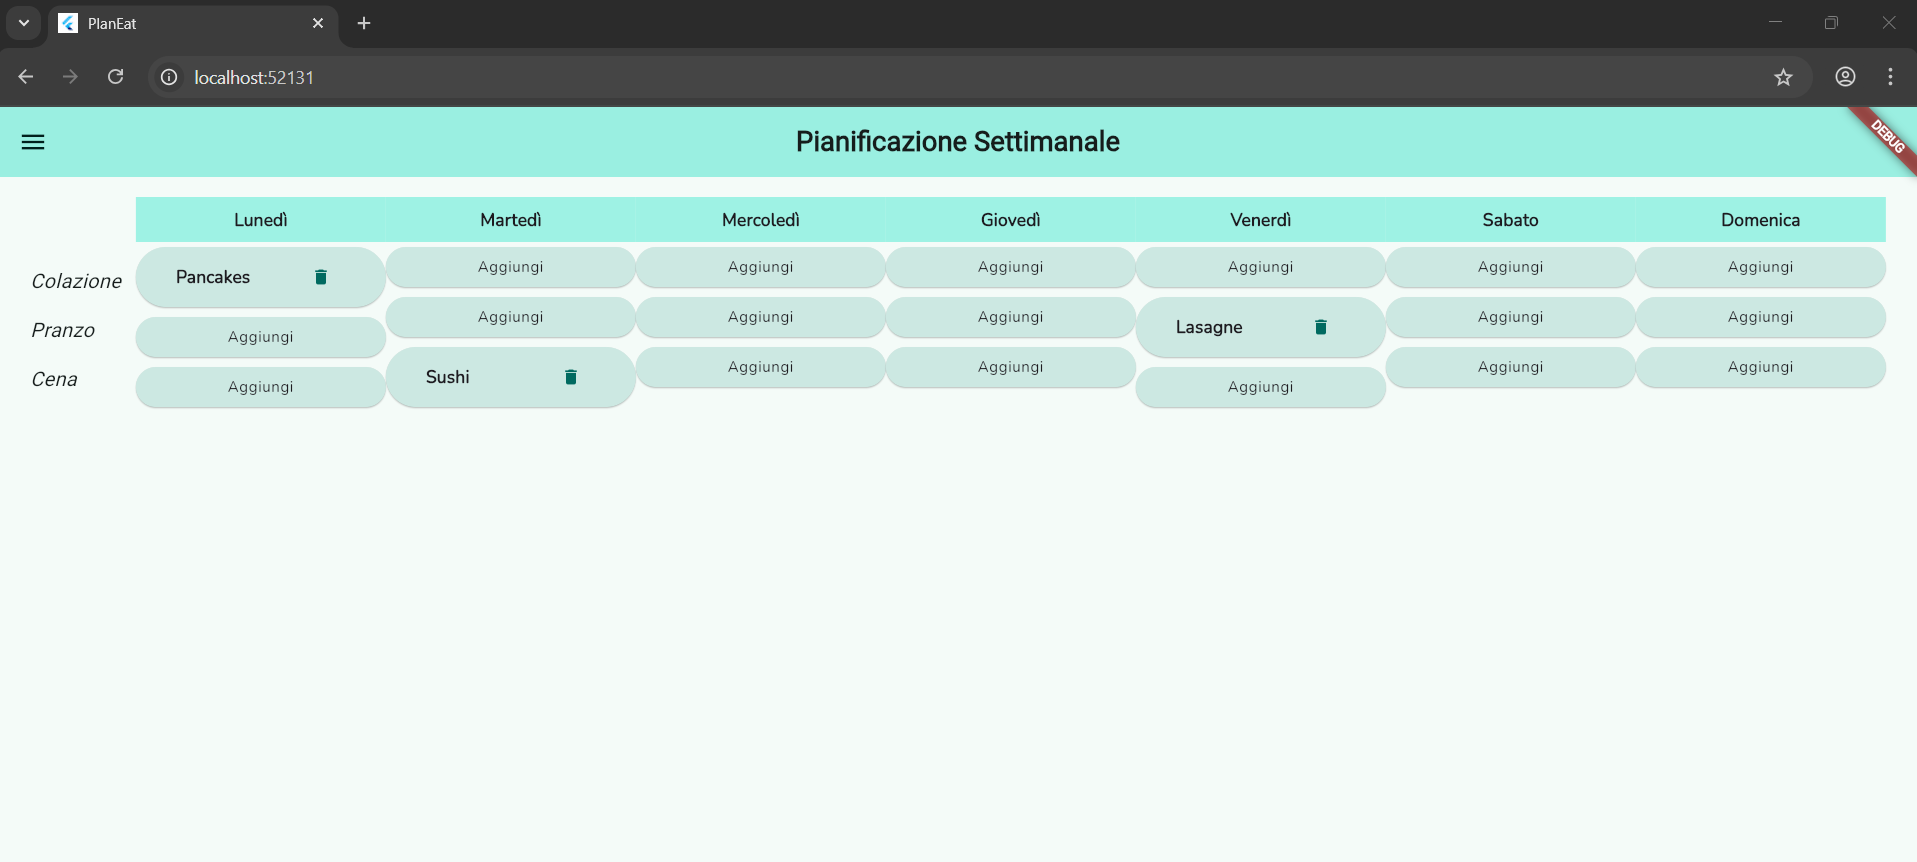 PlanEat
localhost:52131
Pianificazione Settimanale
DEBUG
Lunedì Martedì Mercoledì Giovedì Venerdì Sabato Domenica
Colazione Pancakes Aggiungi Aggiungi Aggiungi Aggiungi Aggiungi Aggiungi
Pranzo Aggiungi Aggiungi Aggiungi Aggiungi Lasagne Aggiungi Aggiungi
Cena Aggiungi Sushi Aggiungi Aggiungi Aggiungi Aggiungi Aggiungi